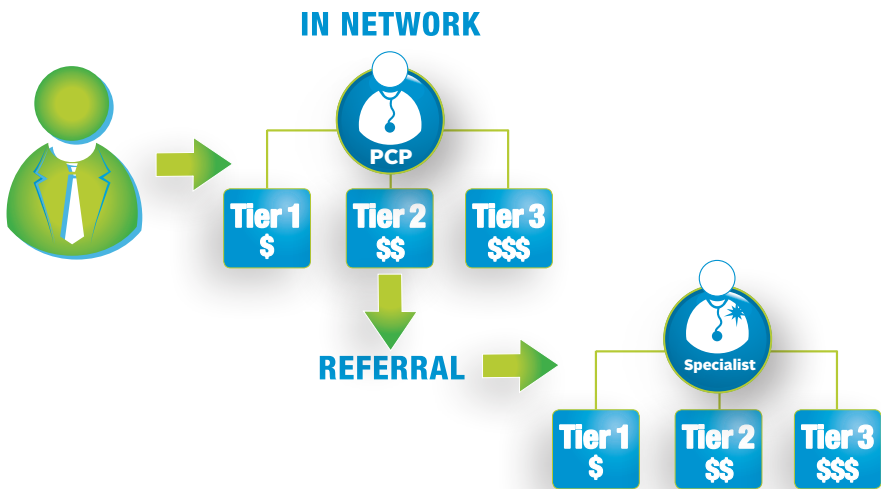 IN NETWORK
PCP
Tier 1
$
Tier 2
$$
Tier 3
$$$
REFERRAL
Specialist
Tier 1
$
Tier 2
$$
Tier 3
$$$